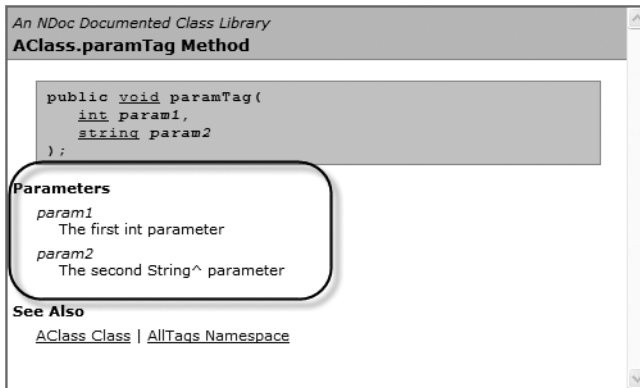 An NDoc Documented Class Library
AClass.paramTag Method
public void paramTag(
int param1,
string param2
);
Parameters
param1
The first int parameter
param2
The second String^ parameter
See Also
AClass Class | AllTags Namespace